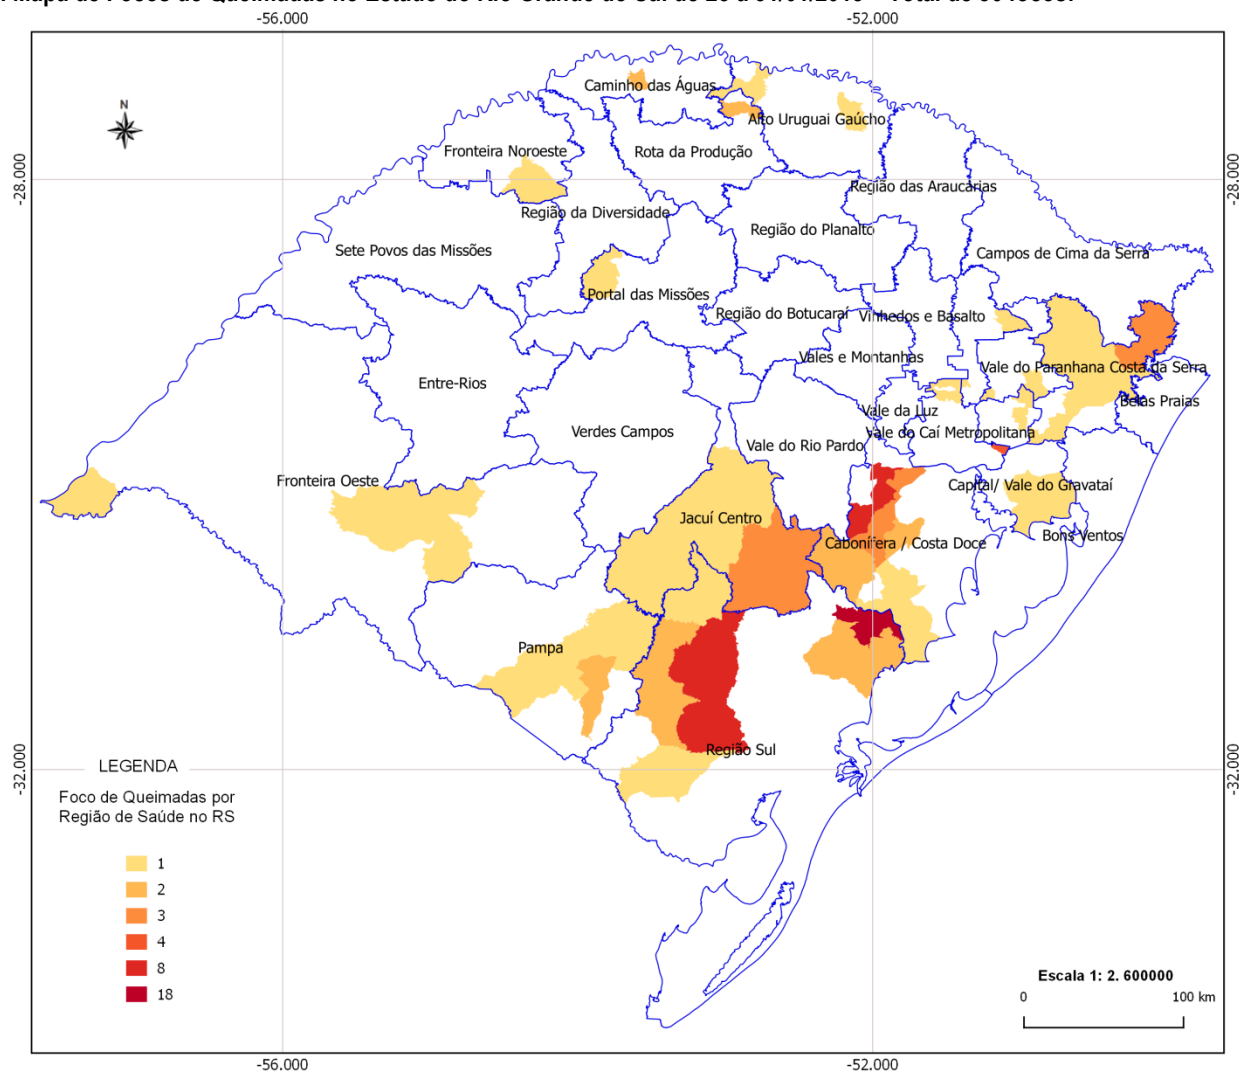 -56.000
-52.000
N
Caminho das Águas
Alto Uruguai Gaúcho
Fronteira Noroeste
Rota da Produção
-28.000
-28.000
Região das Araucárias
Região da Diversidade
Região do Planalto
Sete Povos das Missões
Campos de Cima da Serra
Portal das Missões
Região do Botucaraí
Vinhedos e Basalto
Vales e Montanhas
Vale do Paranhana Costa da Serra
Entre-Rios
Belas Praias
Vale da Luz
Verdes Campos
Vale do Caí Metropolitana
Vale do Rio Pardo
Fronteira Oeste
Capital/ Vale do Gravataí
Jacuí Centro
Bons Ventos
Cabonífera / Costa Doce
Pampa
Região Sul
-32.000
-32.000
LEGENDA
Foco de Queimadas por
Região de Saúde no RS
1
2
3
4
8
18
Escala 1: 2. 600000
0
100 km
-56.000
-52.000